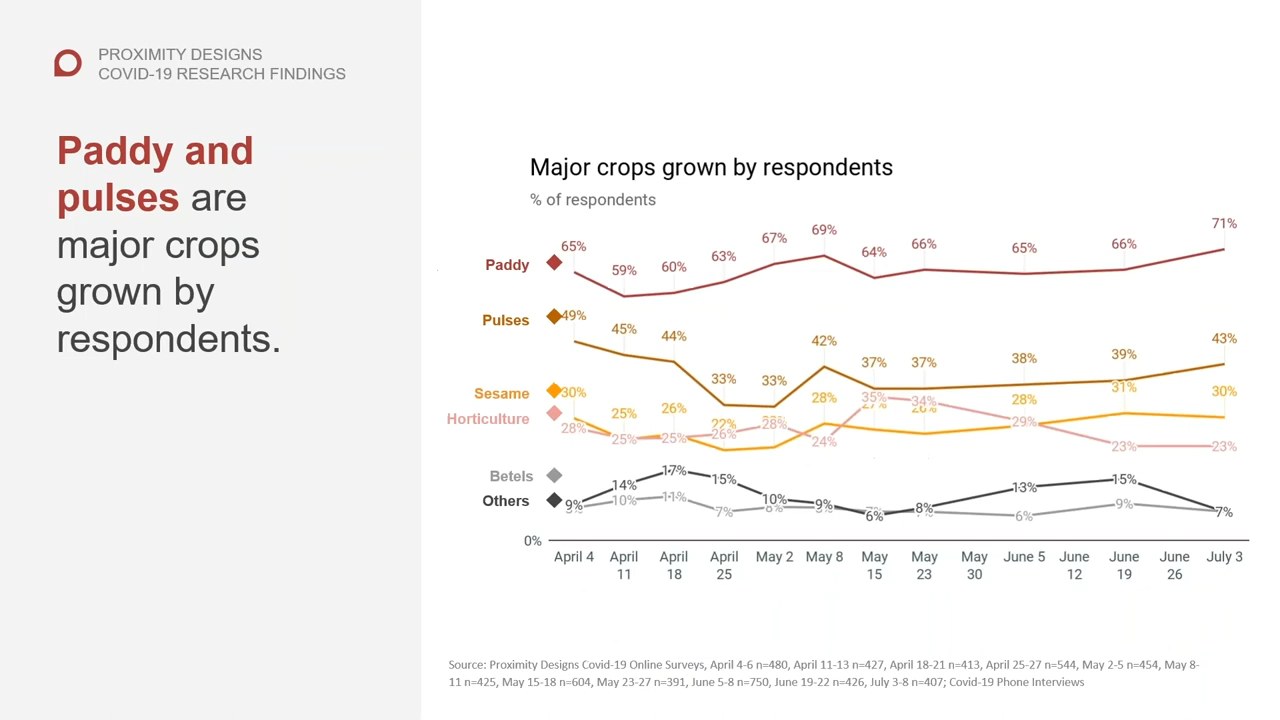 PROXIMITY DESIGNS
COVID-19 RESEARCH FINDINGS
Paddy and
pulses are
major crops
grown by
respondents.
Major crops grown by respondents
% of respondents
Paddy
65% 59% 60% 63% 67% 69% 64% 66% 65% 66% 71%
Pulses
49% 45% 44% 33% 33% 42% 37% 37% 38% 39% 43%
Sesame
30% 25% 26% 22% 28% 27% 26% 28% 31% 30%
Horticulture
28% 25% 25% 26% 28% 24% 35% 34% 29% 23% 23%
Betels
9% 10% 11% 7% 8% 6% 9%
Others
9% 14% 17% 15% 10% 9% 6% 8% 13% 15% 7%
0%
April 4 April 11 April 18 April 25 May 2 May 8 May 15 May 23 May 30 June 5 June 12 June 19 June 26 July 3
Source: Proximity Designs Covid-19 Online Surveys, April 4-6 n=480, April 11-13 n=427, April 18-21 n=413, April 25-27 n=544, May 2-5 n=454, May 8-
11 n=425, May 15-18 n=604, May 23-27 n=391, June 5-8 n=750, June 19-22 n=426, July 3-8 n=407; Covid-19 Phone Interviews